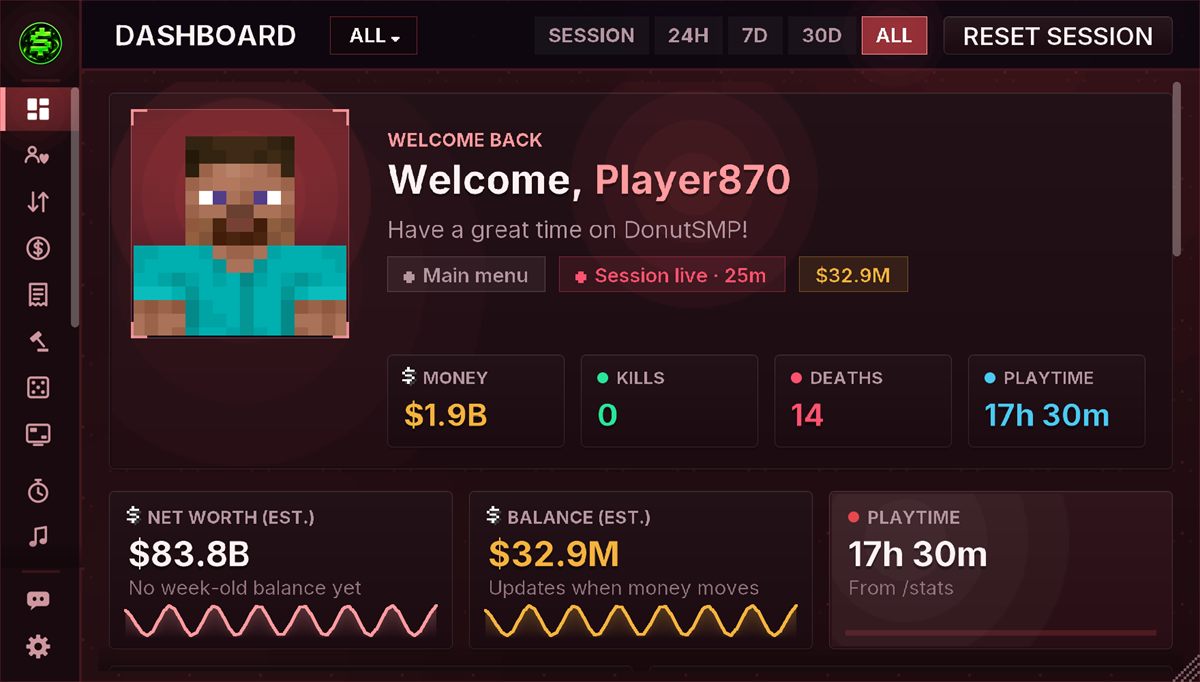 DASHBOARD
ALL
SESSION
24H
7D
30D
ALL
RESET SESSION
WELCOME BACK
Welcome, Player870
Have a great time on DonutSMP!
Main menu
Session live · 25m
$32.9M
MONEY
$1.9B
KILLS
0
DEATHS
14
PLAYTIME
17h 30m
NET WORTH (EST.)
$83.8B
No week-old balance yet
BALANCE (EST.)
$32.9M
Updates when money moves
PLAYTIME
17h 30m
From /stats